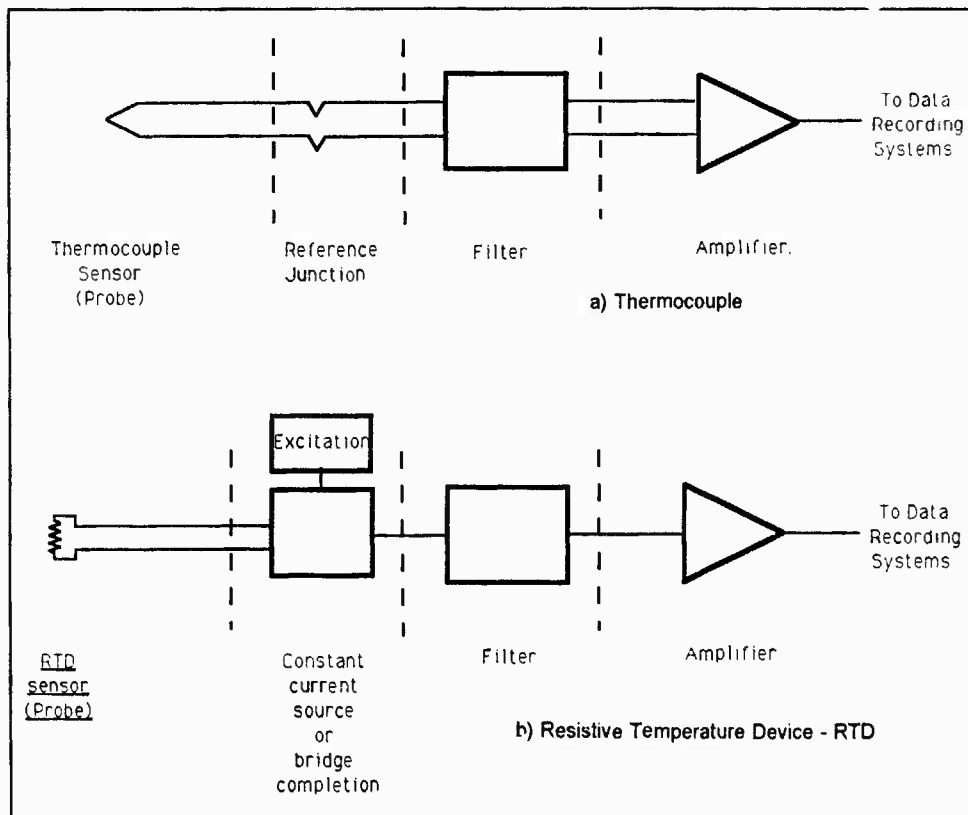 To Data
Recording
Systems
Thermocouple
Sensor
(Probe)
Reference
Junction
Filter
Amplifier.
a) Thermocouple
Excitation
To Data
Recording
Systems
RTD
sensor
(Probe)
Constant
current
source
or
bridge
completion
Filter
Amplifier
b) Resistive Temperature Device - RTD